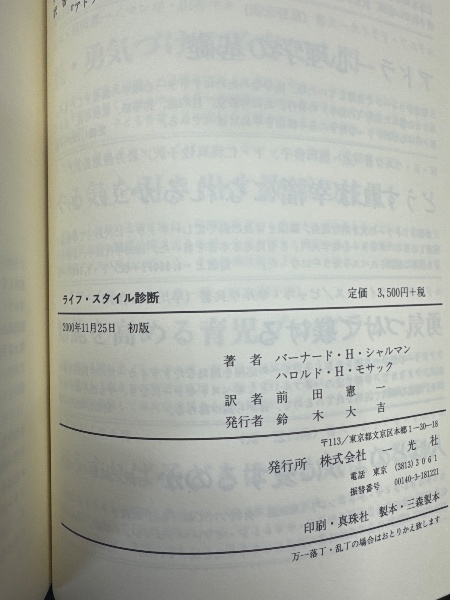 ライフ・スタイル診断
定価 3,500円+税
2000年11月25日 初版
著者 バーナード・H・シャルマン
ハロルド・H・モサック
訳者 前田憲一
発行者 鈴木大吉
〒113/東京都文京区本郷1-30-18
発行所 株式会社 一光社
電話 東京 (3813)3061
振替番号 00140-3-181221
印刷・真珠社 製本・三森製本
万一落丁・乱丁の場合はおとりかえ致します